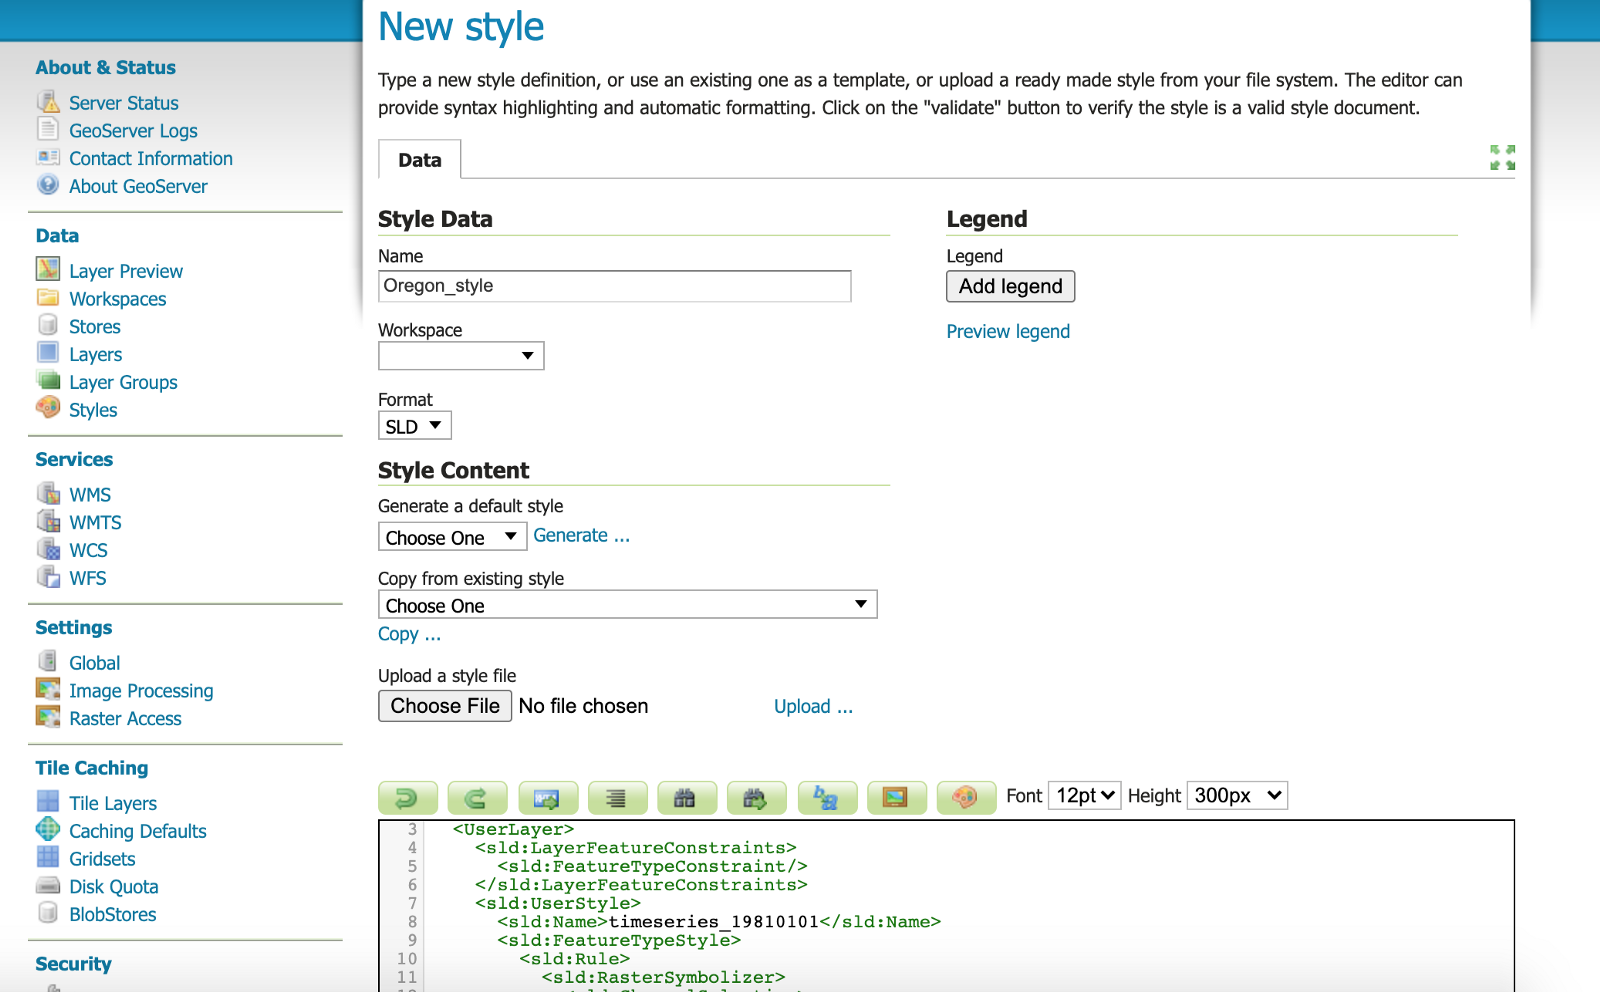 New style
Type a new style definition, or use an existing one as a template, or upload a ready made style from your file system. The editor can
provide syntax highlighting and automatic formatting. Click on the "validate" button to verify the style is a valid style document.
About & Status
Server Status
GeoServer Logs
Contact Information
About GeoServer
Data
Layer Preview
Workspaces
Stores
Layers
Layer Groups
Styles
Services
WMS
WMTS
WCS
WFS
Settings
Global
Image Processing
Raster Access
Tile Caching
Tile Layers
Caching Defaults
Gridsets
Disk Quota
BlobStores
Security
Data
Style Data
Name
Oregon_style
Workspace
Format
SLD
Legend
Legend
Add legend
Preview legend
Style Content
Generate a default style
Choose One Generate ...
Copy from existing style
Choose One
Copy ...
Upload a style file
Choose File No file chosen Upload ...
Font 12pt Height 300px
3 <UserLayer>
4 <sld:LayerFeatureConstraints>
5 <sld:FeatureTypeConstraint/>
6 </sld:LayerFeatureConstraints>
7 <sld:UserStyle>
8 <sld:Name>timeseries_19810101</sld:Name>
9 <sld:FeatureTypeStyle>
10 <sld:Rule>
11 <sld:RasterSymbolizer>